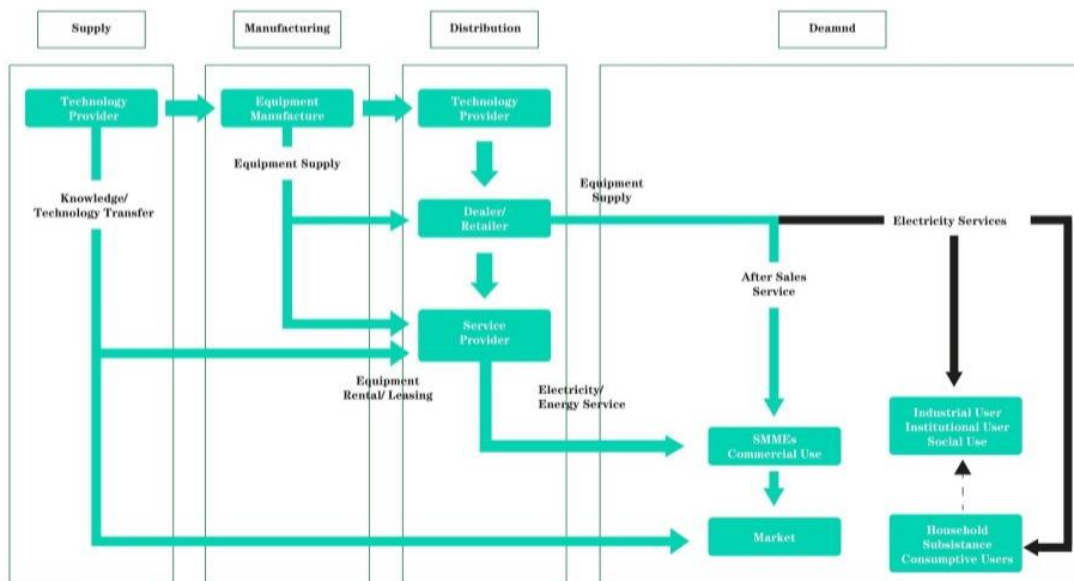 Supply
Manufacturing
Distribution
Deamnd
Technology
Provider
Equipment
Manufacture
Technology
Provider
Equipment Supply
Knowledge/
Technology Transfer
Equipment
Supply
Dealer/
Retailer
Electricity Services
After Sales
Service
Service
Provider
Equipment
Rental/ Leasing
Electricity/
Energy Service
Industrial User
Institutional User
Social Use
SMMEs
Commercial Use
Market
Household
Subsistance
Consumptive Users